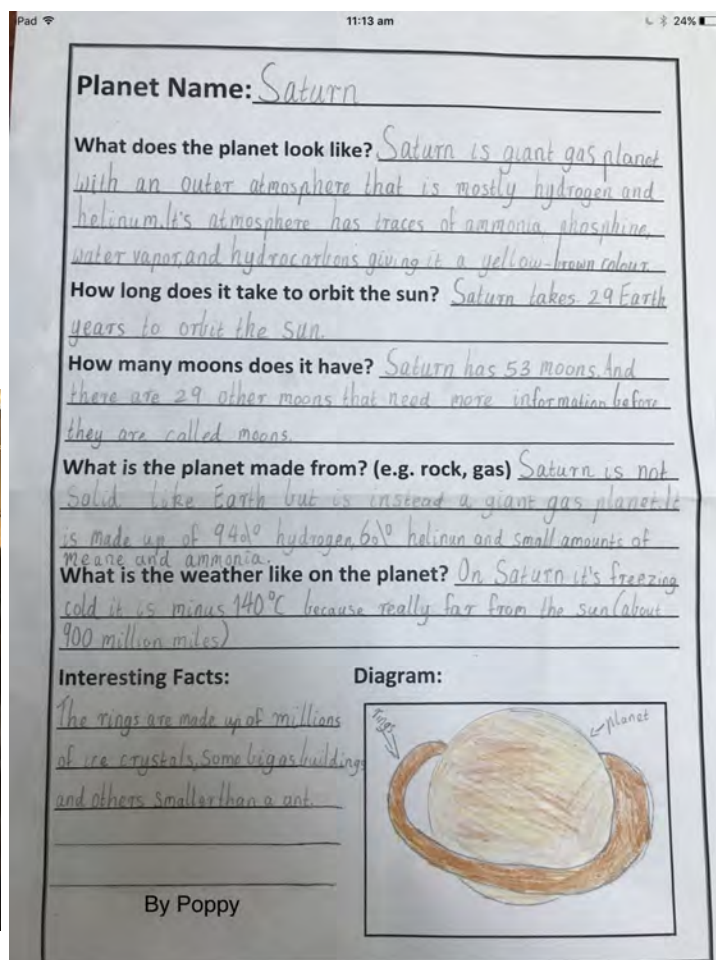 Pad
11:13 am
24%
Planet Name: Saturn
What does the planet look like? Saturn is giant gas planet
with an outer atmosphere that is mostly hydrogen and
helinum. It's atmosphere has traces of ammonia, phosphine,
water vapor, and hydrocarbons giving it a yellow-brown colour.
How long does it take to orbit the sun? Saturn takes 29 Earth
years to orbit the sun.
How many moons does it have? Saturn has 53 moons. And
there are 29 other moons that need more information before
they are called moons.
What is the planet made from? (e.g. rock, gas) Saturn is not
solid like Earth but is instead a giant gas planet. It
is made up of 94% hydrogen, 6% helinun and small amounts of
meane and ammonia.
What is the weather like on the planet? On Saturn it's freezing
cold it is minus 140°C because really far from the sun (about
900 million miles)
Interesting Facts:
The rings are made up of millions
of ice crystals. Some big as buildings
and others smaller than a ant.
By Poppy
Diagram:
rings
planet